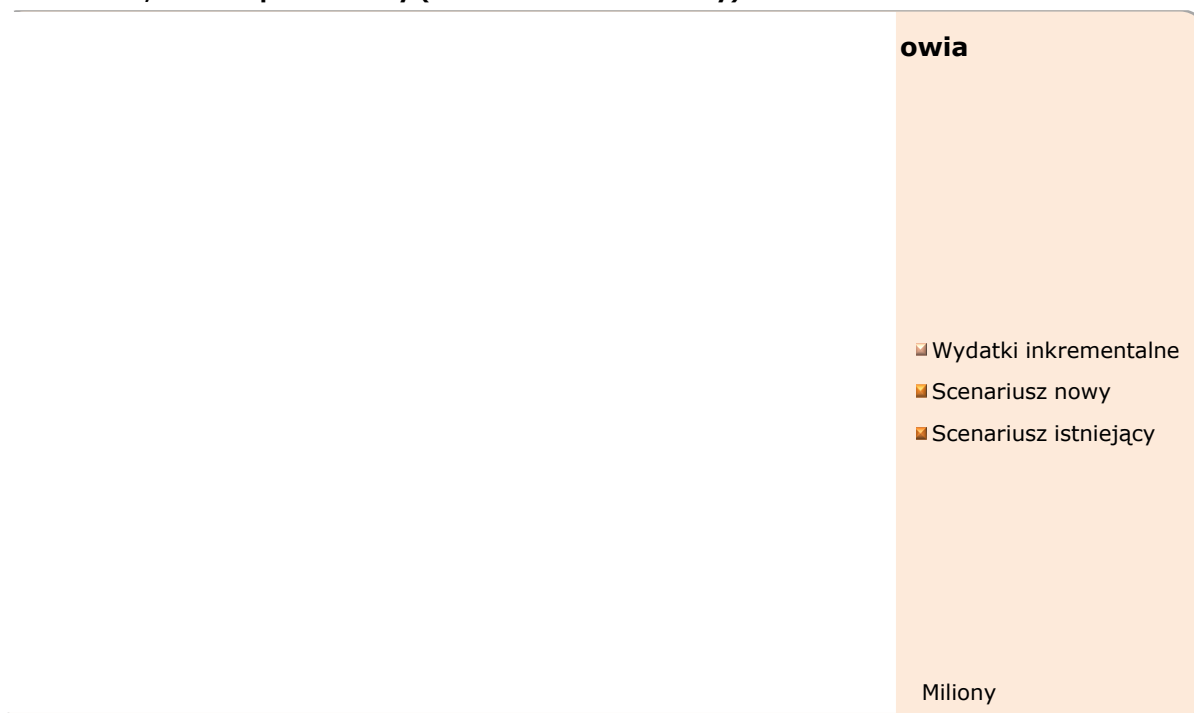 owia
Wydatki inkrementalne
Scenariusz nowy
Scenariusz istniejący
Miliony